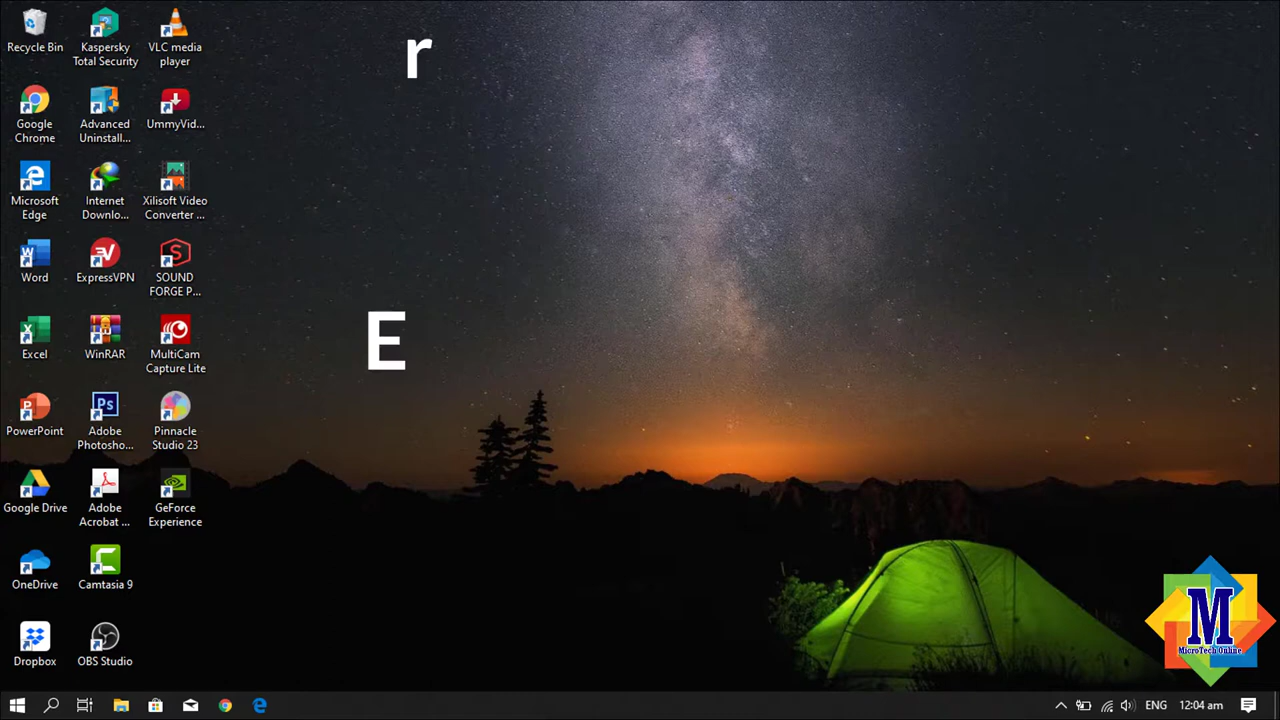 r
E
Recycle Bin
Kaspersky
Total Security
VLC media
player
Google
Chrome
Advanced
Uninstall...
UmmyVid...
Microsoft
Edge
Internet
Downlo...
Xilisoft Video
Converter ...
Word
ExpressVPN
SOUND
FORGE P...
Excel
WinRAR
MultiCam
Capture Lite
PowerPoint
Adobe
Photosho...
Pinnacle
Studio 23
Google Drive
Adobe
Acrobat ...
GeForce
Experience
OneDrive
Camtasia 9
Dropbox
OBS Studio
M
MicroTech Online
ENG
12:04 am